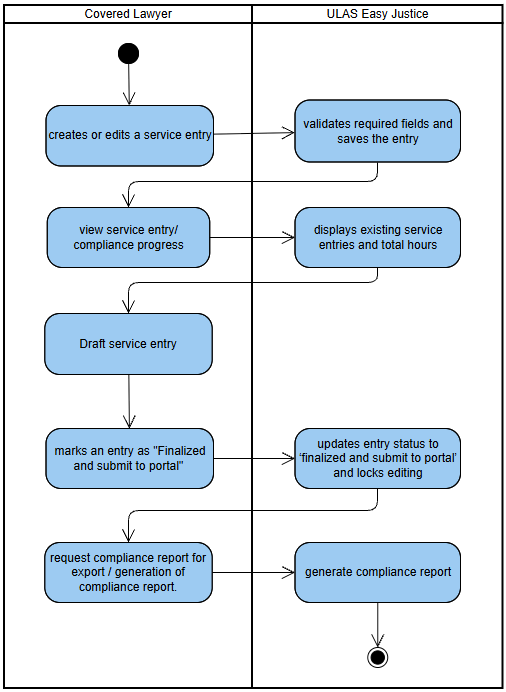 Covered Lawyer
ULAS Easy Justice
creates or edits a service entry
validates required fields and
saves the entry
view service entry/
compliance progress
displays existing service
entries and total hours
Draft service entry
marks an entry as "Finalized
and submit to portal"
updates entry status to
‘finalized and submit to portal’
and locks editing
request compliance report for
export / generation of
compliance report.
generate compliance report